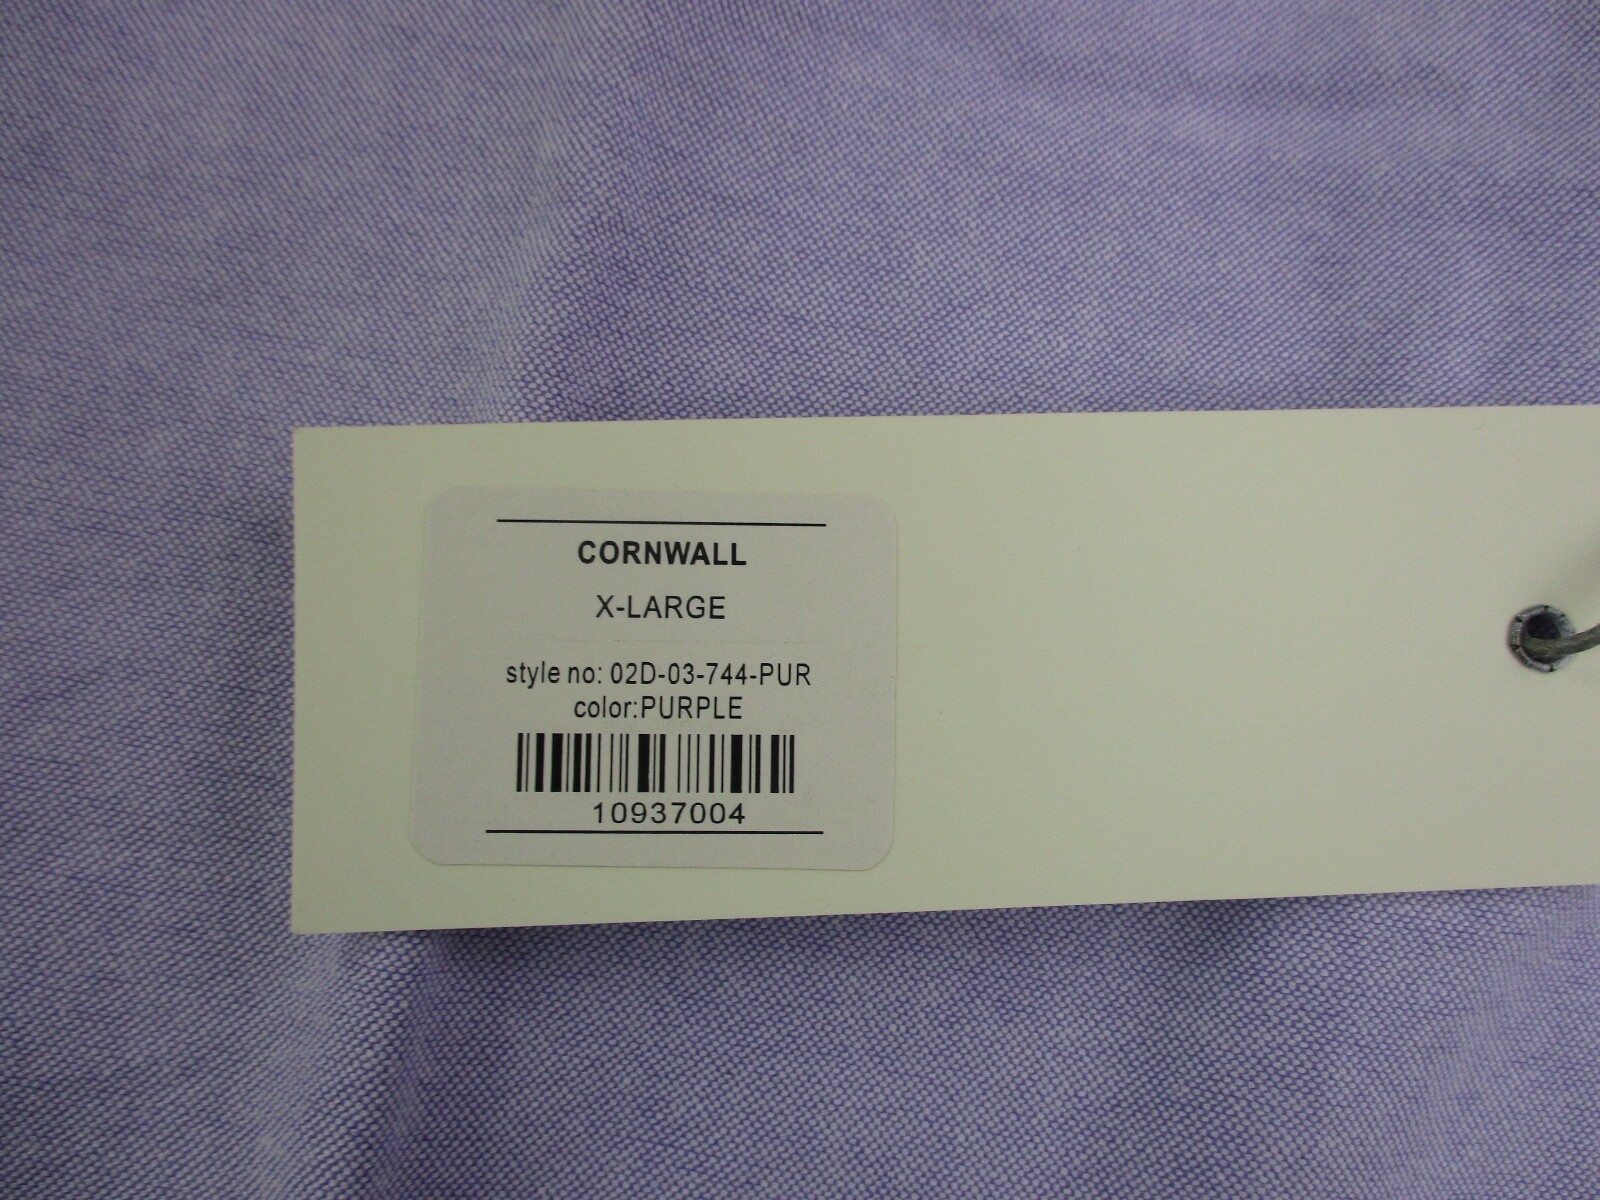 CORNWALL
X-LARGE
style no: 02D-03-744-PUR
color:PURPLE
10937004